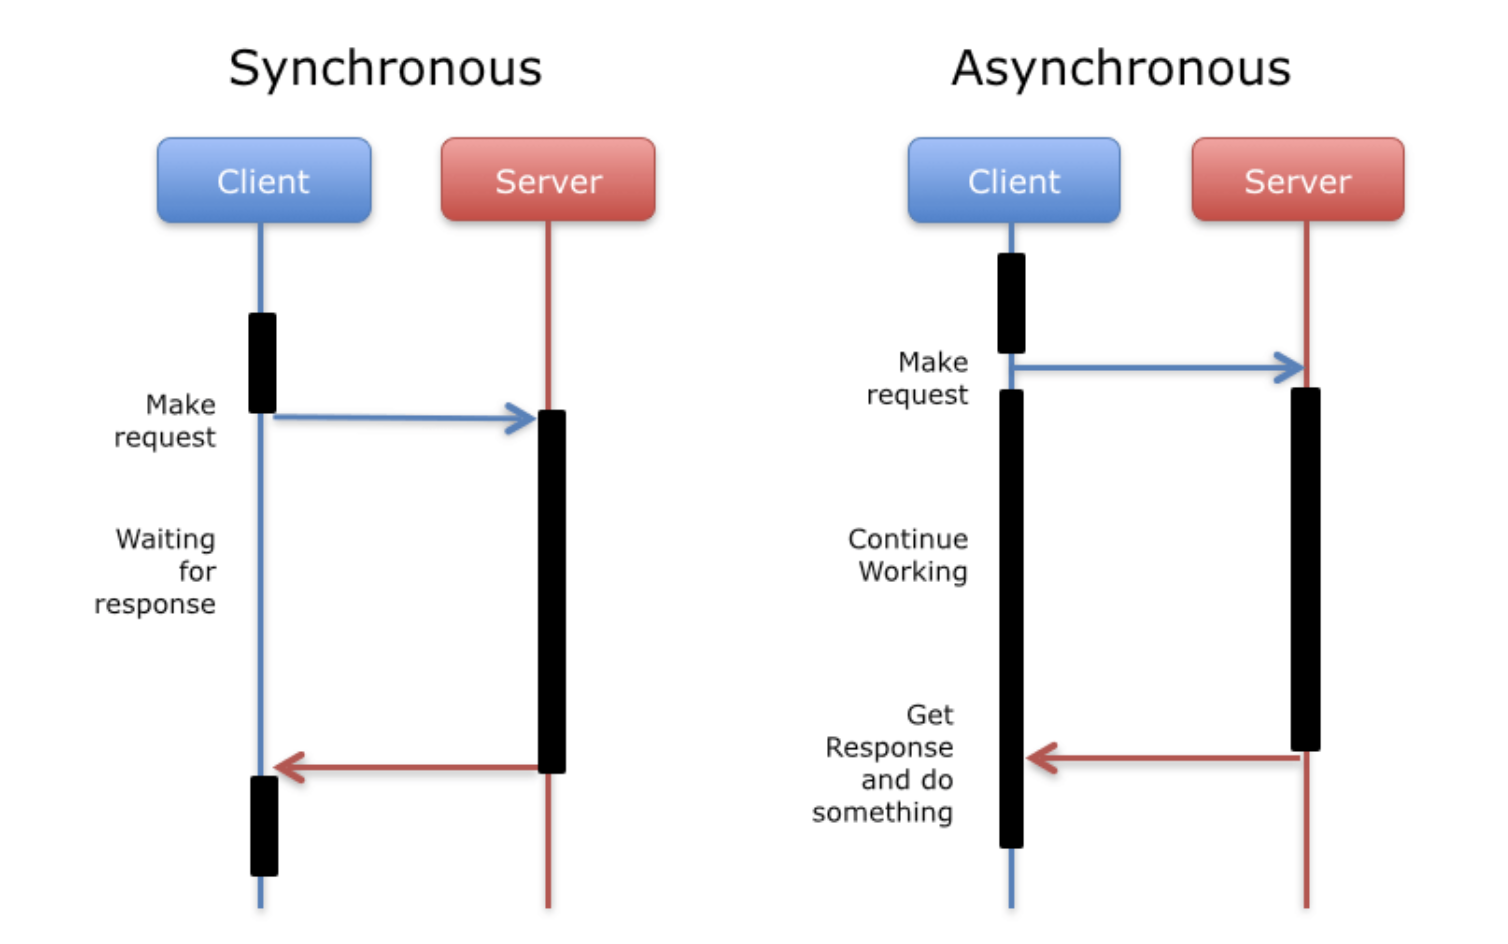 Synchronous
Client
Server
Make
request
Waiting
for
response
Asynchronous
Client
Server
Make
request
Continue
Working
Get
Response
and do
something